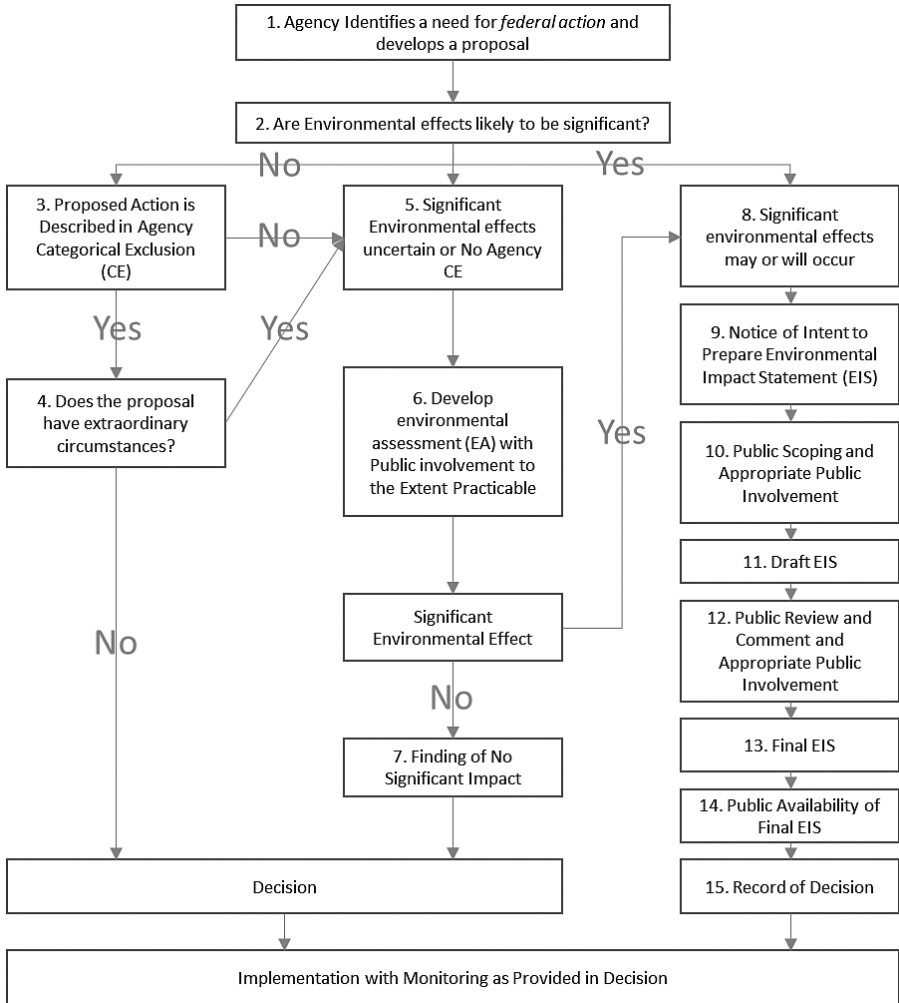 1. Agency Identifies a need for federal action and
develops a proposal
2. Are Environmental effects likely to be significant?
No
Yes
3. Proposed Action is
Described in Agency
Categorical Exclusion
(CE)
No
5. Significant
Environmental effects
uncertain or No Agency
CE
8. Significant
environmental effects
may or will occur
Yes
Yes
9. Notice of Intent to
Prepare Environmental
Impact Statement (EIS)
4. Does the proposal
have extraordinary
circumstances?
6. Develop
environmental
assessment (EA) with
Public involvement to
the Extent Practicable
Yes
10. Public Scoping and
Appropriate Public
Involvement
11. Draft EIS
No
Significant
Environmental Effect
12. Public Review and
Comment and
Appropriate Public
Involvement
No
7. Finding of No
Significant Impact
13. Final EIS
14. Public Availability of
Final EIS
Decision
15. Record of Decision
Implementation with Monitoring as Provided in Decision